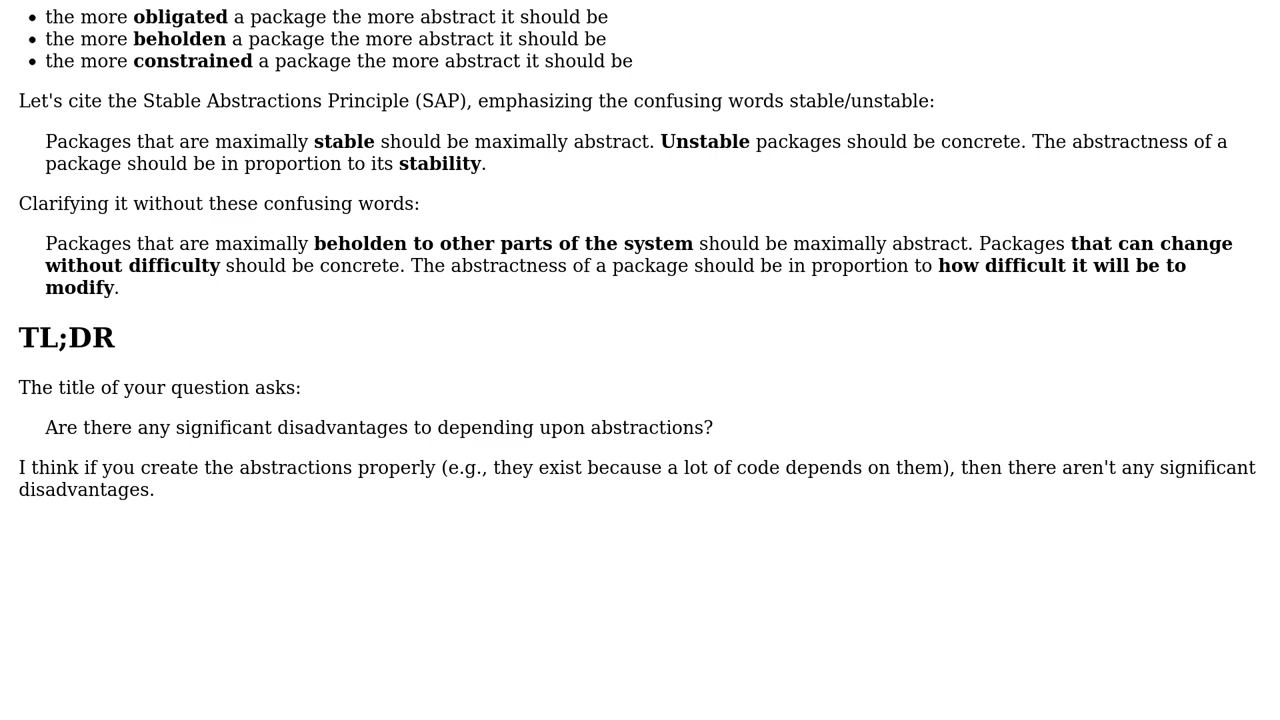 the more obligated a package the more abstract it should be
the more beholden a package the more abstract it should be
the more constrained a package the more abstract it should be
Let's cite the Stable Abstractions Principle (SAP), emphasizing the confusing words stable/unstable:
Packages that are maximally stable should be maximally abstract. Unstable packages should be concrete. The abstractness of a
package should be in proportion to its stability.
Clarifying it without these confusing words:
Packages that are maximally beholden to other parts of the system should be maximally abstract. Packages that can change
without difficulty should be concrete. The abstractness of a package should be in proportion to how difficult it will be to
modify.
TL;DR
The title of your question asks:
Are there any significant disadvantages to depending upon abstractions?
I think if you create the abstractions properly (e.g., they exist because a lot of code depends on them), then there aren't any significant
disadvantages.